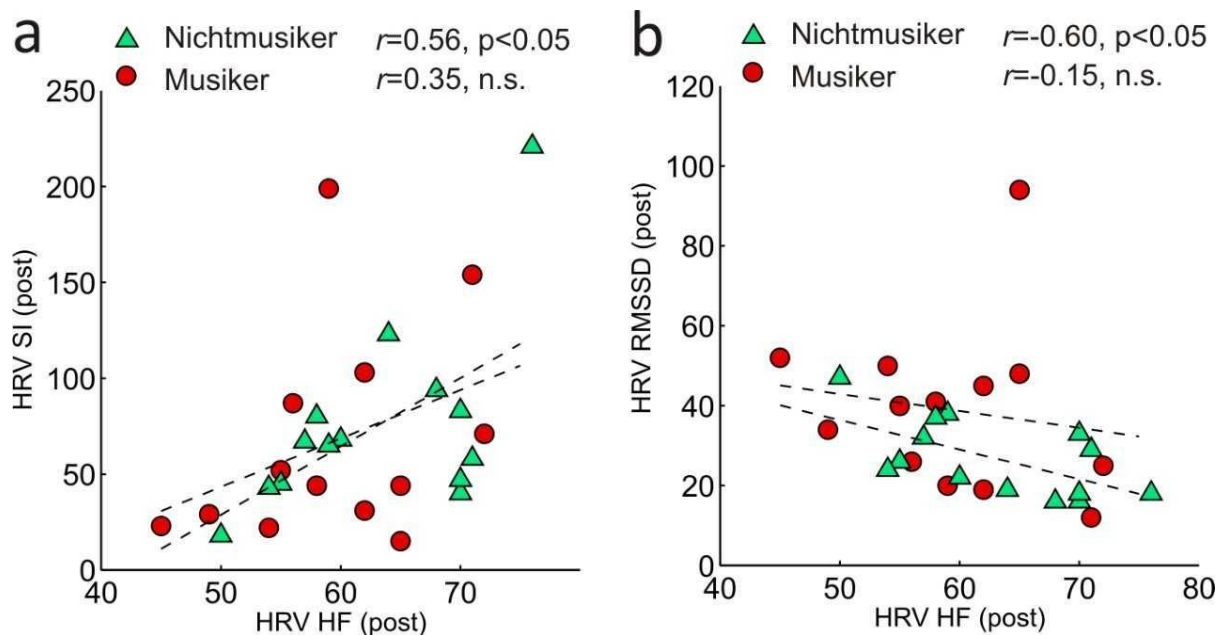 a
Nichtmusiker r=0.56, p<0.05
Musiker r=0.35, n.s.
250
200
150
100
50
0
40 50 60 70
HRV SI (post)
HRV HF (post)
b
Nichtmusiker r=-0.60, p<0.05
Musiker r=-0.15, n.s.
120
100
80
60
40
20
0
40 50 60 70 80
HRV RMSSD (post)
HRV HF (post)